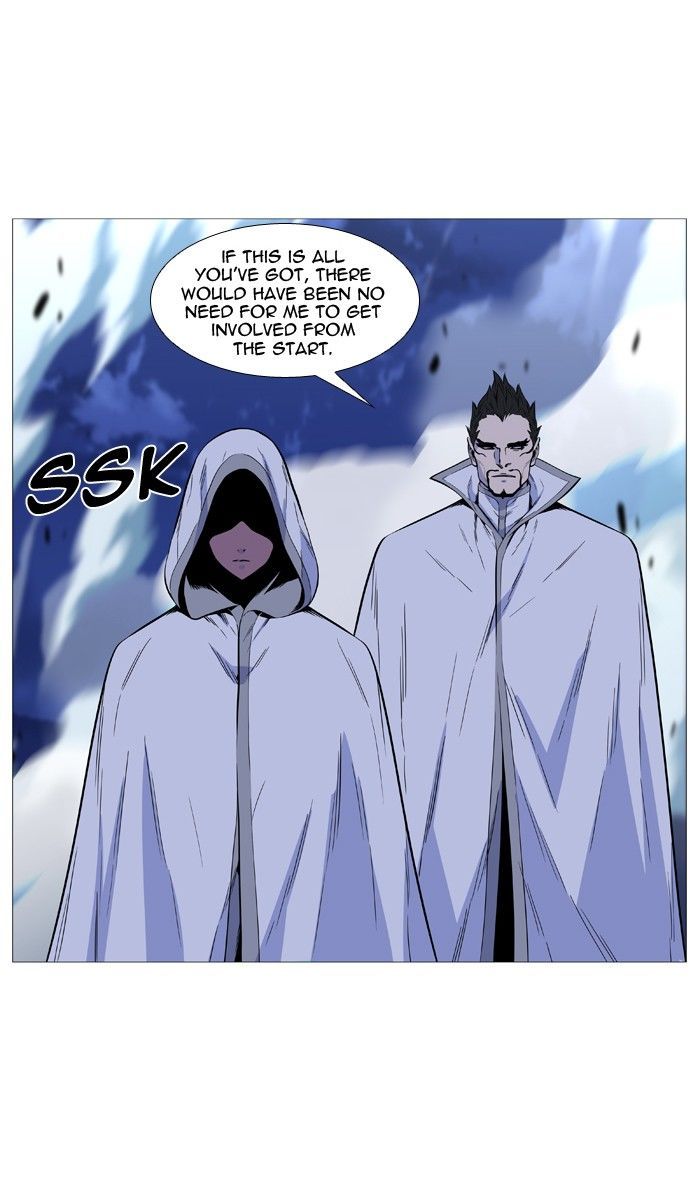 IF THIS IS ALL
YOU'VE GOT, THERE
WOULD HAVE BEEN NO
NEED FOR ME TO GET
INVOLVED FROM
THE START.
SSK